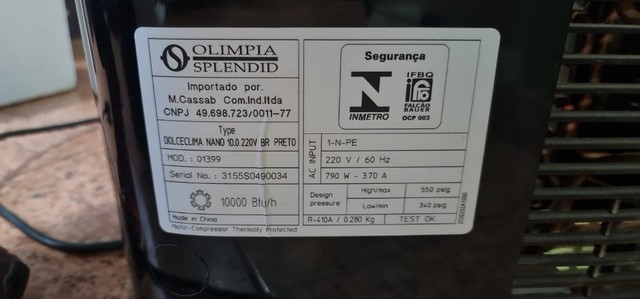 OLIMPIA
SPLENDID
Importado por.
M.Cassab Com.Ind.ltda
CNPJ 49.698.723/0011-77
Type
DOLCECLIMA NANO 10.0 220V BR PRETO
MOD. : 01399
Serial No. : 3155S0490034
10000 Btu/h
Made in China
Motor-Compressor Thermally Protected
Segurança
INMETRO
IFBQ
FALCÃO
BAUER
OCP 003
AC INPUT
1-N-PE
220 V / 60 Hz
790 W - 3.70 A
Design
pressure
High/max
550 psig
Low/min
340 psig
R-410A / 0.280 Kg
TEST OK